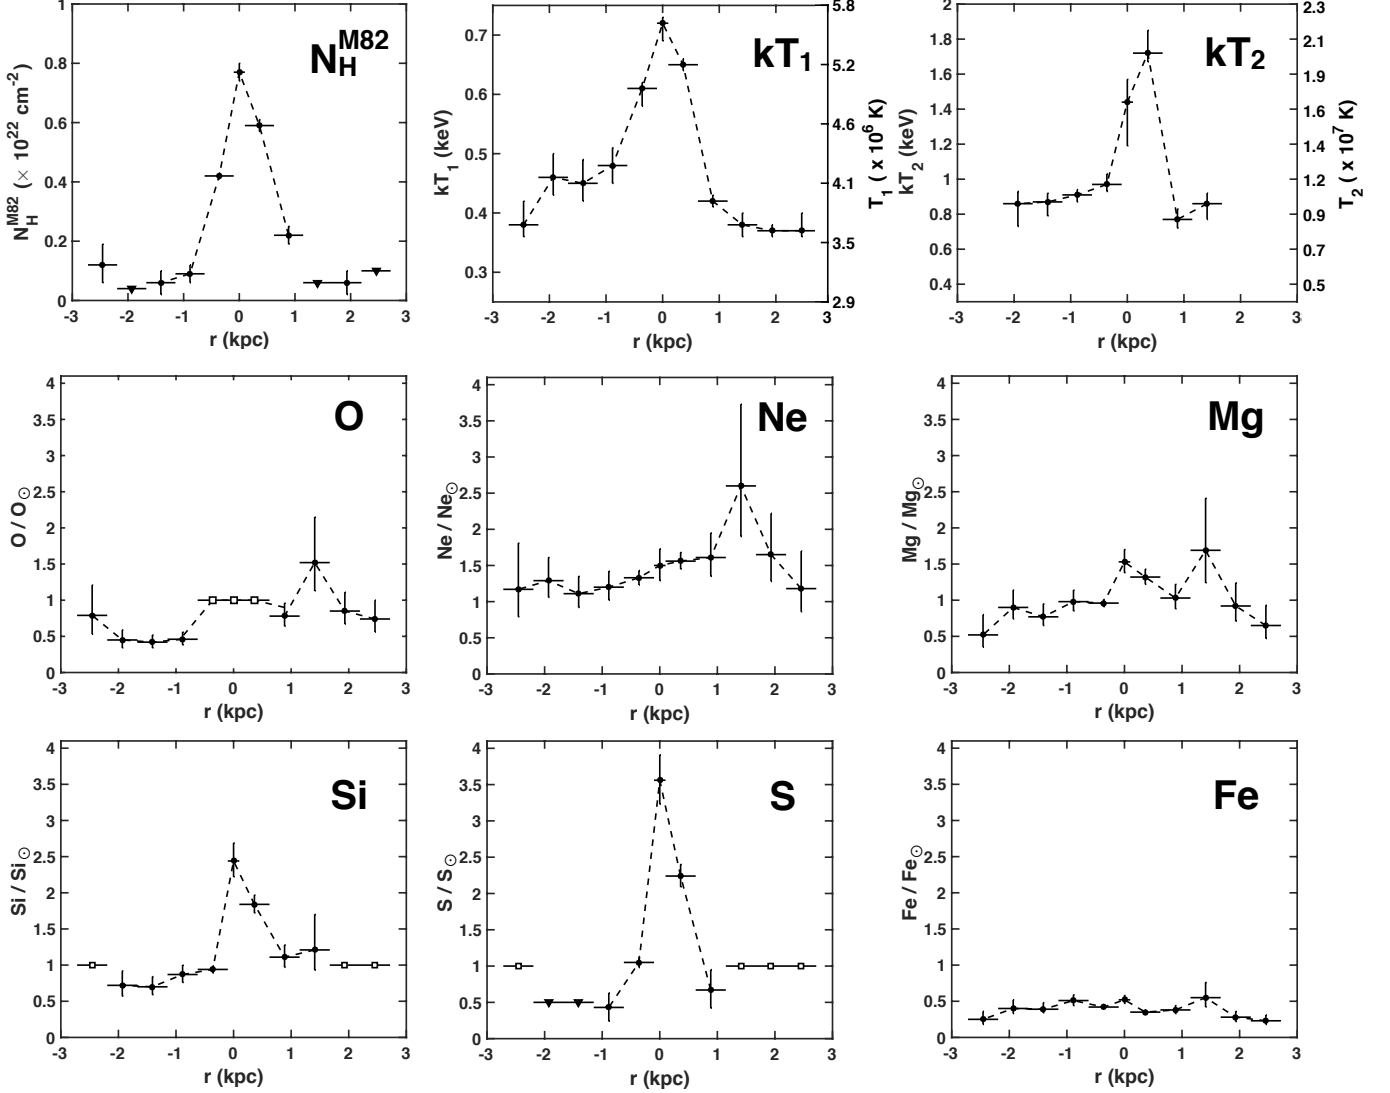 N_H^M82
N_H^M82 (× 10^22 cm^-2)
1
0.8
0.6
0.4
0.2
0
-3 -2 -1 0 1 2 3
r (kpc)
kT_1
kT_1 (keV)
0.7
0.6
0.5
0.4
0.3
5.8
5.2
4.6
4.1
3.5
2.9
T_1 ( x 10^6 K)
-3 -2 -1 0 1 2 3
r (kpc)
kT_2
kT_2 (keV)
2
1.8
1.6
1.4
1.2
1
0.8
0.6
0.4
2.3
2.1
1.9
1.6
1.4
1.2
0.9
0.7
0.5
T_2 ( x 10^7 K)
-3 -2 -1 0 1 2 3
r (kpc)
O
O / O☉
4
3.5
3
2.5
2
1.5
1
0.5
0
-3 -2 -1 0 1 2 3
r (kpc)
Ne
Ne / Ne☉
4
3.5
3
2.5
2
1.5
1
0.5
0
-3 -2 -1 0 1 2 3
r (kpc)
Mg
Mg / Mg☉
4
3.5
3
2.5
2
1.5
1
0.5
0
-3 -2 -1 0 1 2 3
r (kpc)
Si
Si / Si☉
4
3.5
3
2.5
2
1.5
1
0.5
0
-3 -2 -1 0 1 2 3
r (kpc)
S
S / S☉
4
3.5
3
2.5
2
1.5
1
0.5
0
-3 -2 -1 0 1 2 3
r (kpc)
Fe
Fe / Fe☉
4
3.5
3
2.5
2
1.5
1
0.5
0
-3 -2 -1 0 1 2 3
r (kpc)